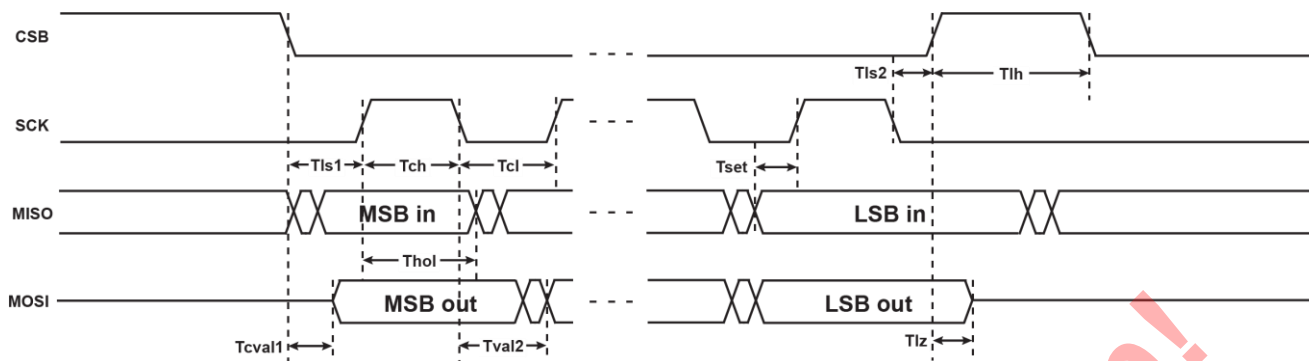 CSB
Tls2
Tlh
SCK
Tls1
Tch
Tcl
Tset
MISO
MSB in
LSB in
Thol
MOSI
MSB out
LSB out
Tcval1
Tval2
Tlz
!